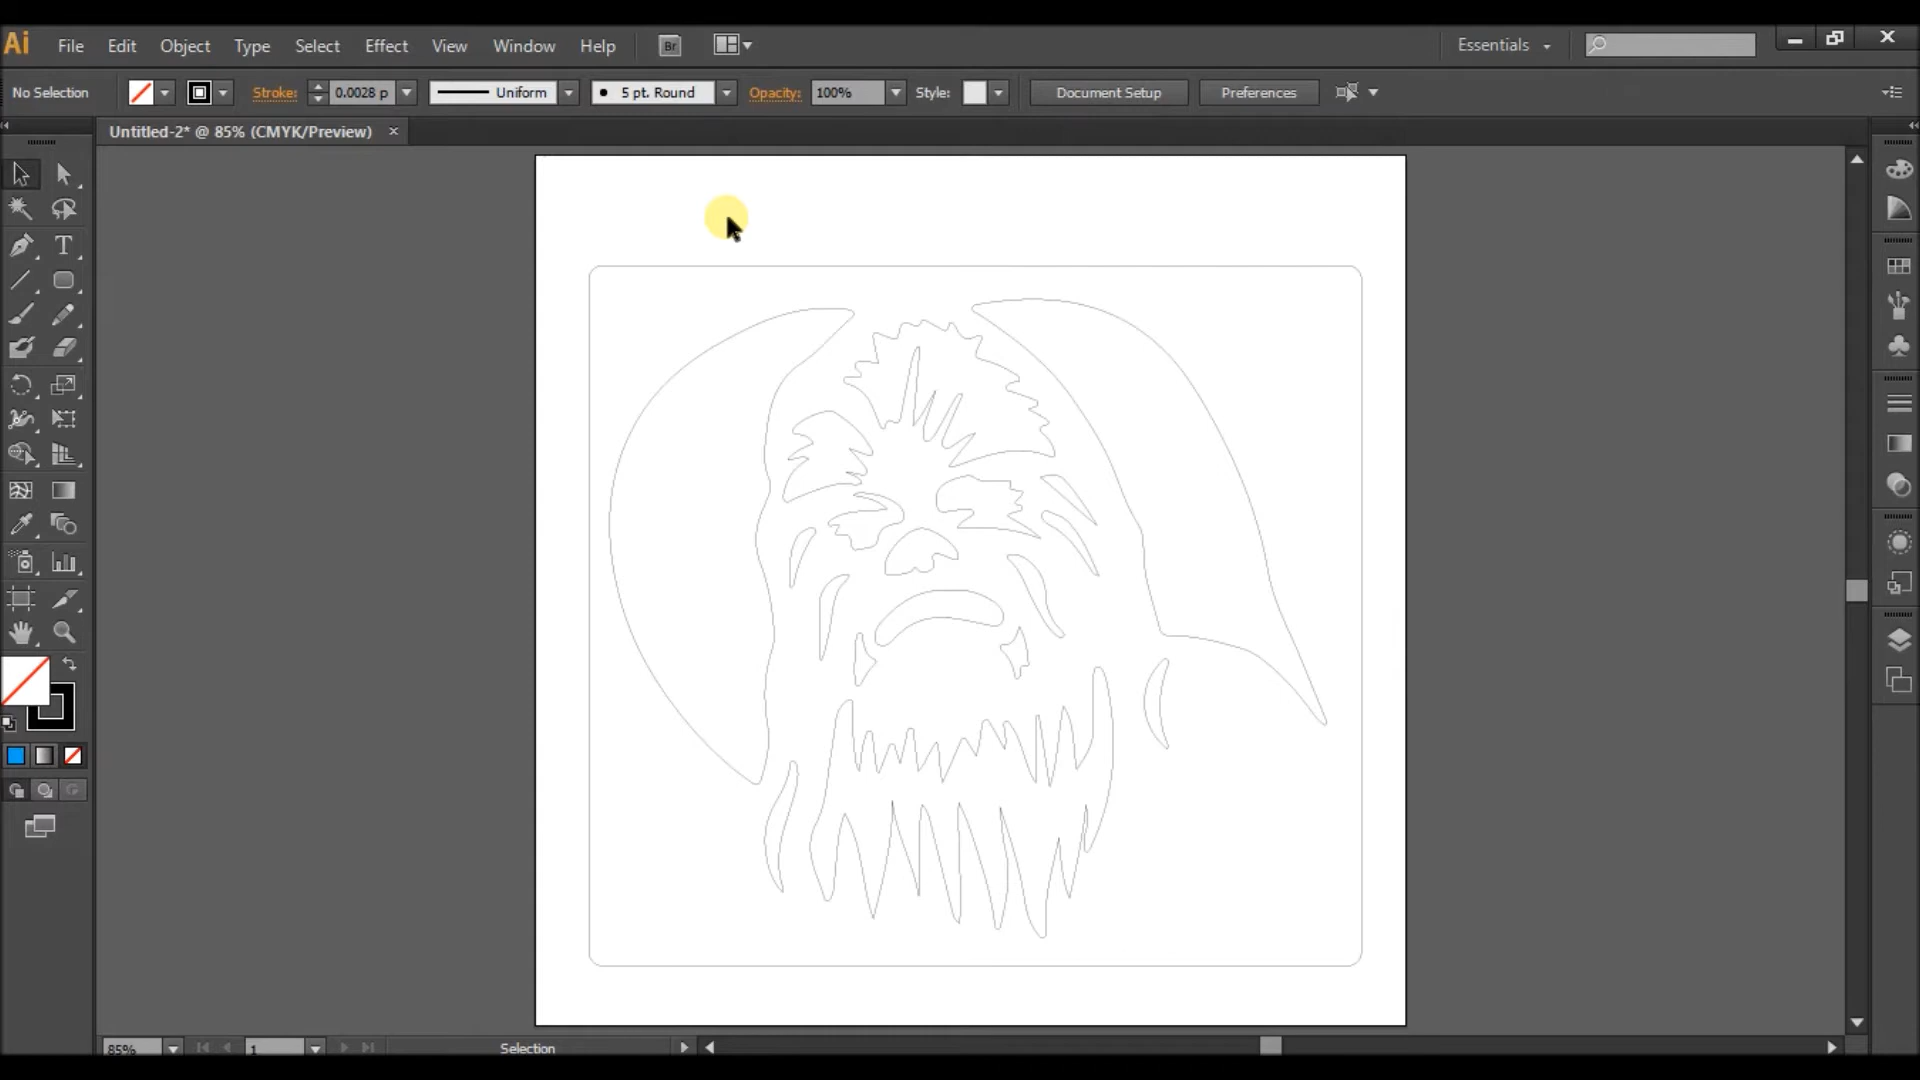 Ai File Edit Object Type Select Effect View Window Help Br Essentials
No Selection Stroke: 0.0028 p Uniform 5 pt. Round Opacity: 100% Style: Document Setup Preferences
Untitled-2* @ 85% (CMYK/Preview) ×
T
85% 1 Selection